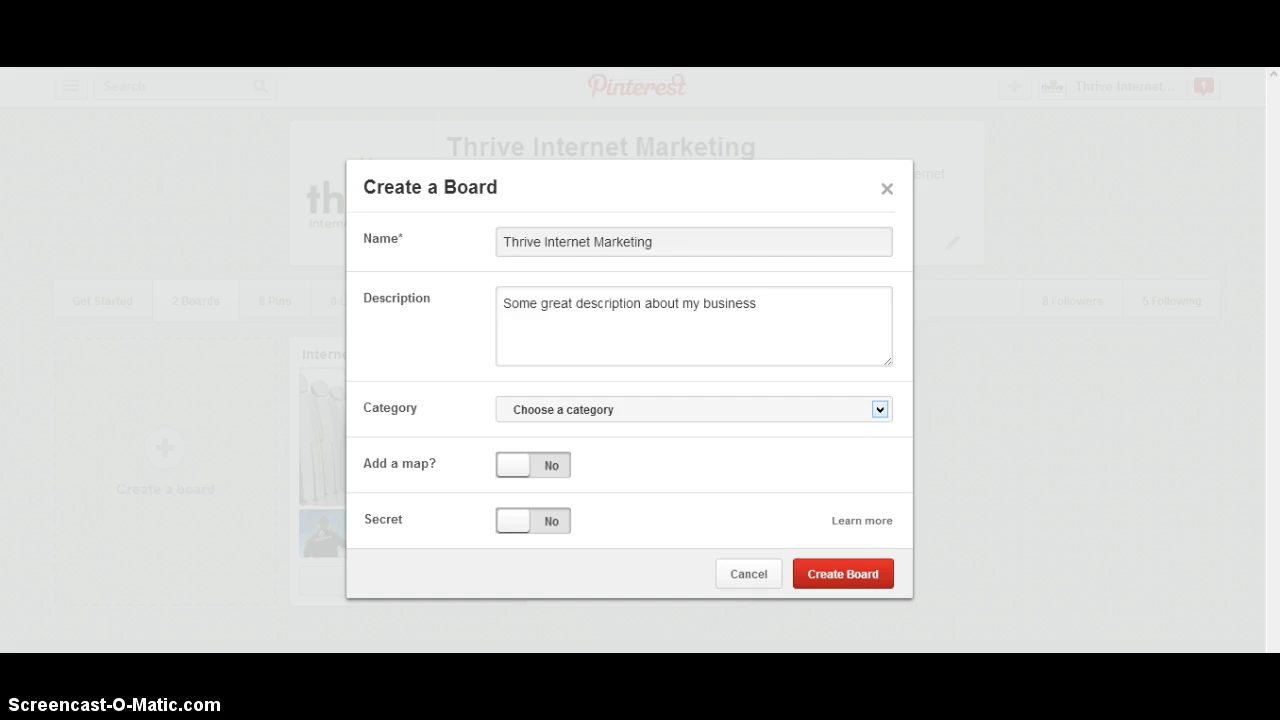 Search
Pinterest
Thrive Internet...
Thrive Internet Marketing
Create a Board
Name*
Thrive Internet Marketing
Description
Some great description about my business
Get Started
2 Boards
8 Followers
5 Following
Category
Choose a category
Add a map?
No
Create a board
Secret
No
Learn more
Cancel
Create Board
Screencast-O-Matic.com